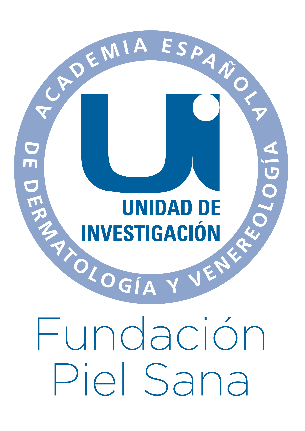 ACADEMIA ESPAÑOLA
DE DERMATOLOGÍA Y VENEREOLOGÍA
Ui
UNIDAD DE
INVESTIGACIÓN
Fundación
Piel Sana